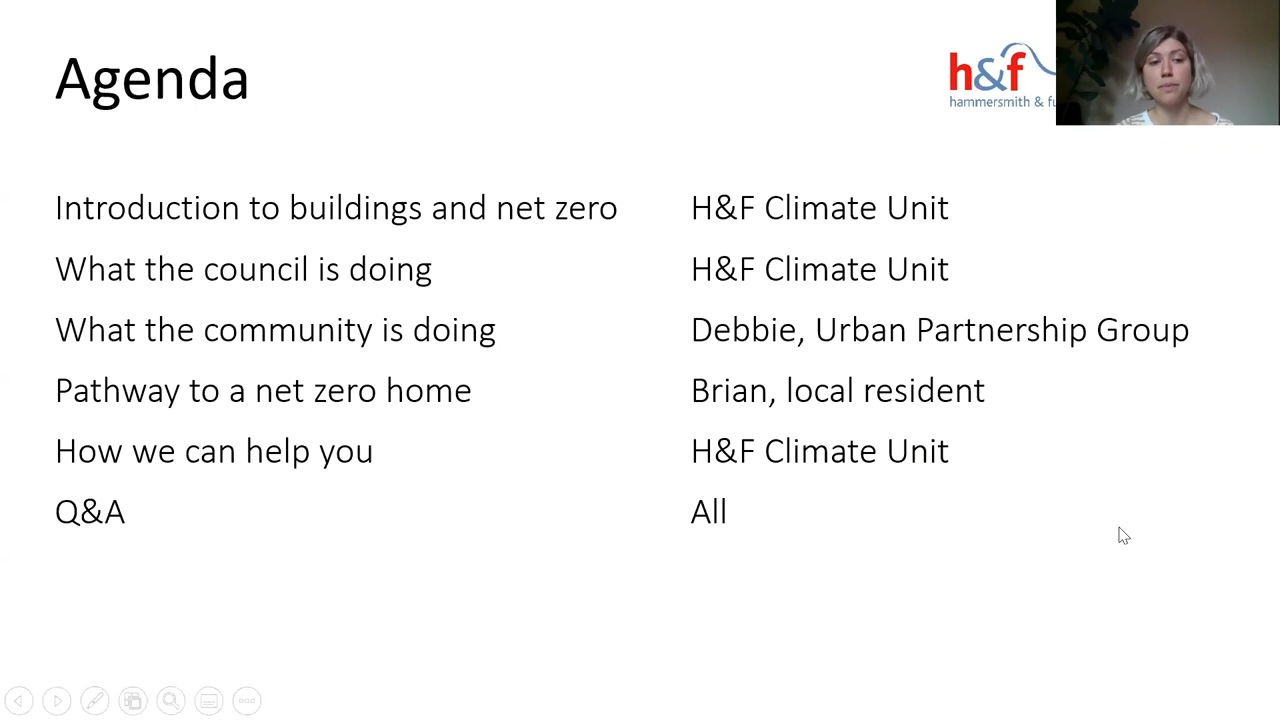 Agenda
h&f
hammersmith & fu
Introduction to buildings and net zero H&F Climate Unit
What the council is doing H&F Climate Unit
What the community is doing Debbie, Urban Partnership Group
Pathway to a net zero home Brian, local resident
How we can help you H&F Climate Unit
Q&A All